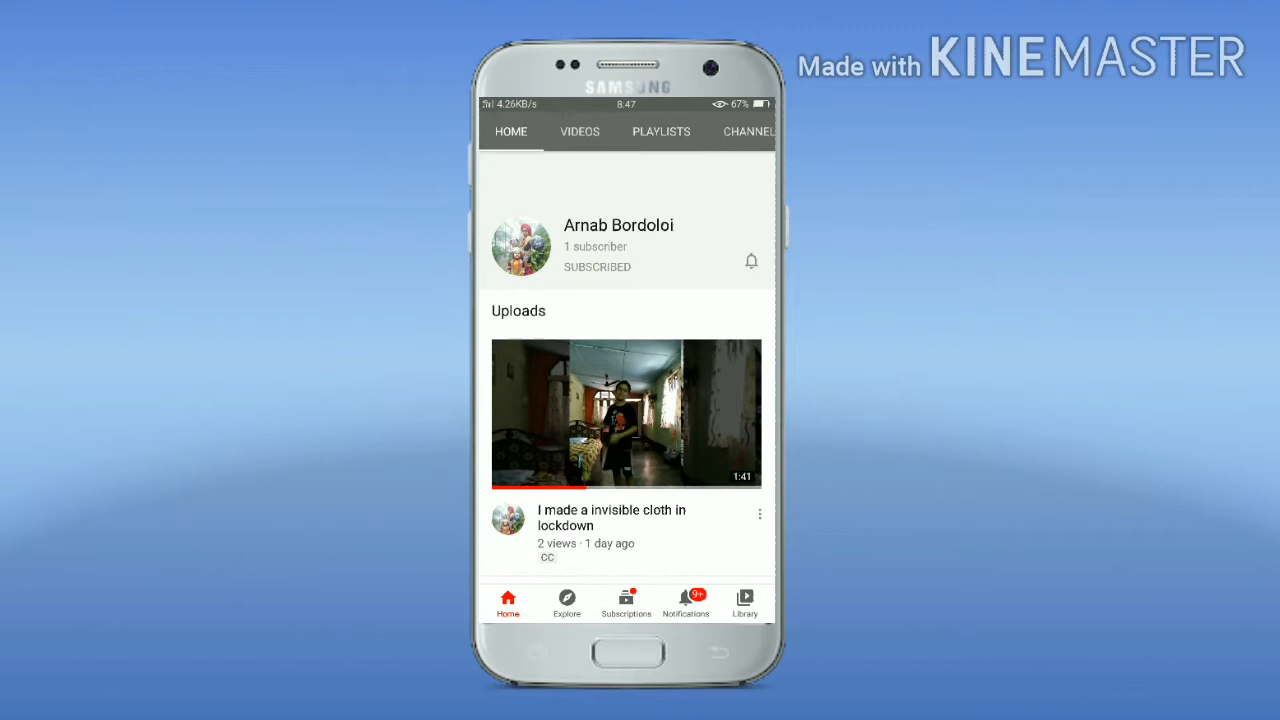 Made with KINEMASTER
SAMSUNG
4.26KB/s 8:47 67%
HOME VIDEOS PLAYLISTS CHANNEL
Arnab Bordoloi
1 subscriber
SUBSCRIBED
Uploads
1:41
I made a invisible cloth in
lockdown
2 views · 1 day ago
CC
9+
Home Explore Subscriptions Notifications Library